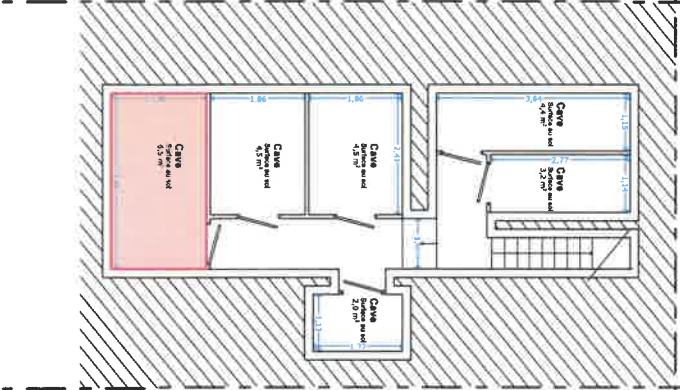 Cave
Surface au sol
6,5 m²
1,86
Cave
Surface au sol
4,5 m²
1,86
Cave
Surface au sol
4,5 m²
2,41
3,84
Cave
Surface au sol
4,4 m²
1,15
2,77
Cave
Surface au sol
3,2 m²
1,14
Cave
Surface au sol
2,0 m²
1,13
1,77